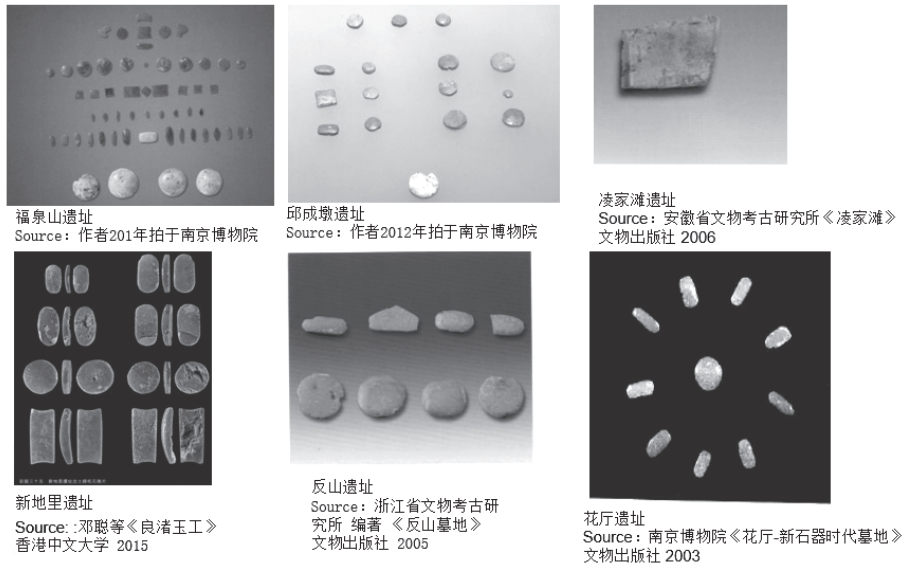 福泉山遗址
Source：作者201年拍于南京博物院
邱成墩遗址
Source：作者2012年拍于南京博物院
凌家滩遗址
Source：安徽省文物考古研究所《凌家滩》
文物出版社 2006
新地里遗址
Source: :邓聪等《良渚玉工》
香港中文大学 2015
反山遗址
Source：浙江省文物考古研
究所 编著 《反山墓地》
文物出版社 2005
花厅遗址
Source：南京博物院《花厅-新石器时代墓地》
文物出版社 2003